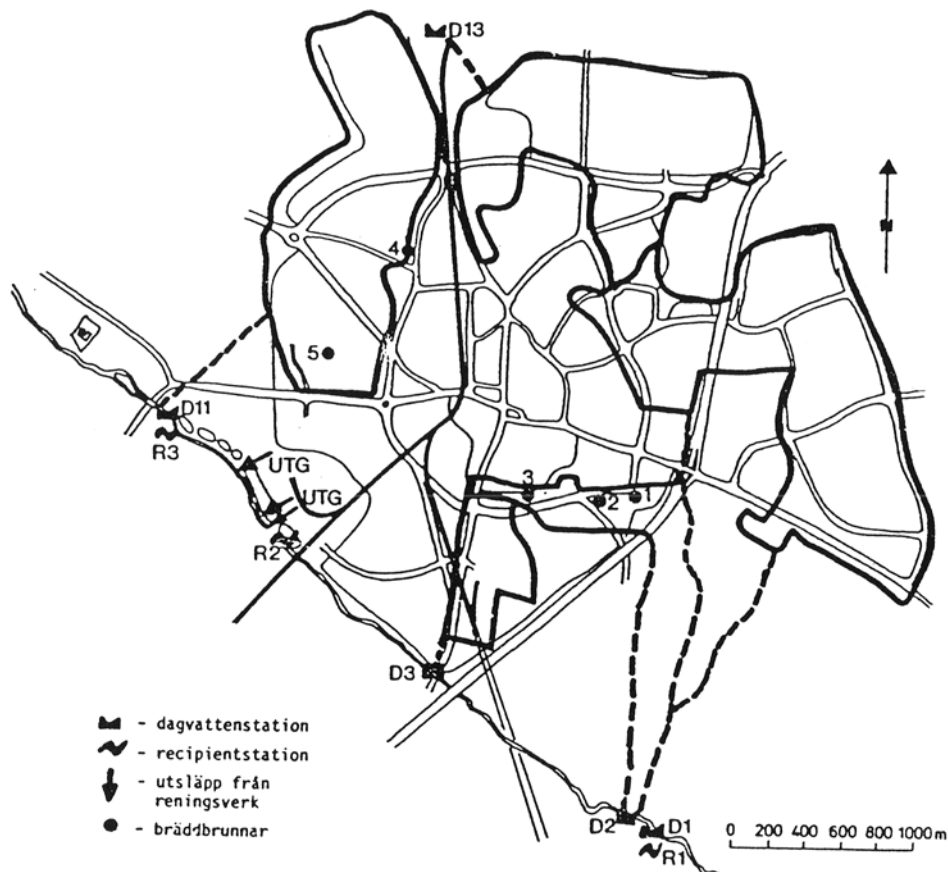 D13
N
4
5
D11
R3
UTG
UTG
R2
3
2
1
D3
- dagvattenstation
- recipientstation
- utsläpp från
reningsverk
- bräddbrunnar
D2
D1
R1
0 200 400 600 800 1000 m